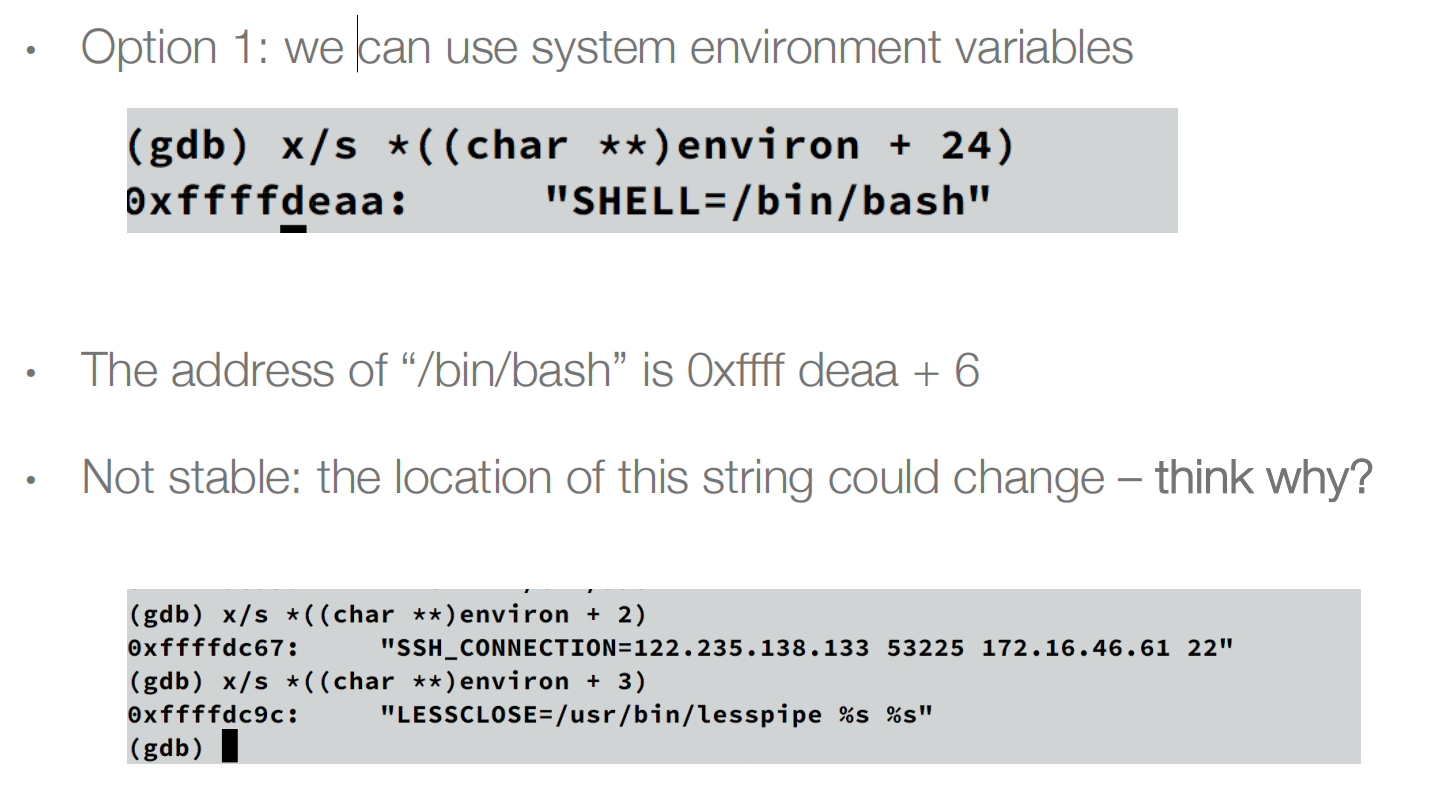 • Option 1: we can use system environment variables
(gdb) x/s *((char **)environ + 24)
0xffffdeaa: "SHELL=/bin/bash"
• The address of “/bin/bash” is 0xffff deaa + 6
• Not stable: the location of this string could change – think why?
(gdb) x/s *((char **)environ + 2)
0xffffdc67: "SSH_CONNECTION=122.235.138.133 53225 172.16.46.61 22"
(gdb) x/s *((char **)environ + 3)
0xffffdc9c: "LESSCLOSE=/usr/bin/lesspipe %s %s"
(gdb)